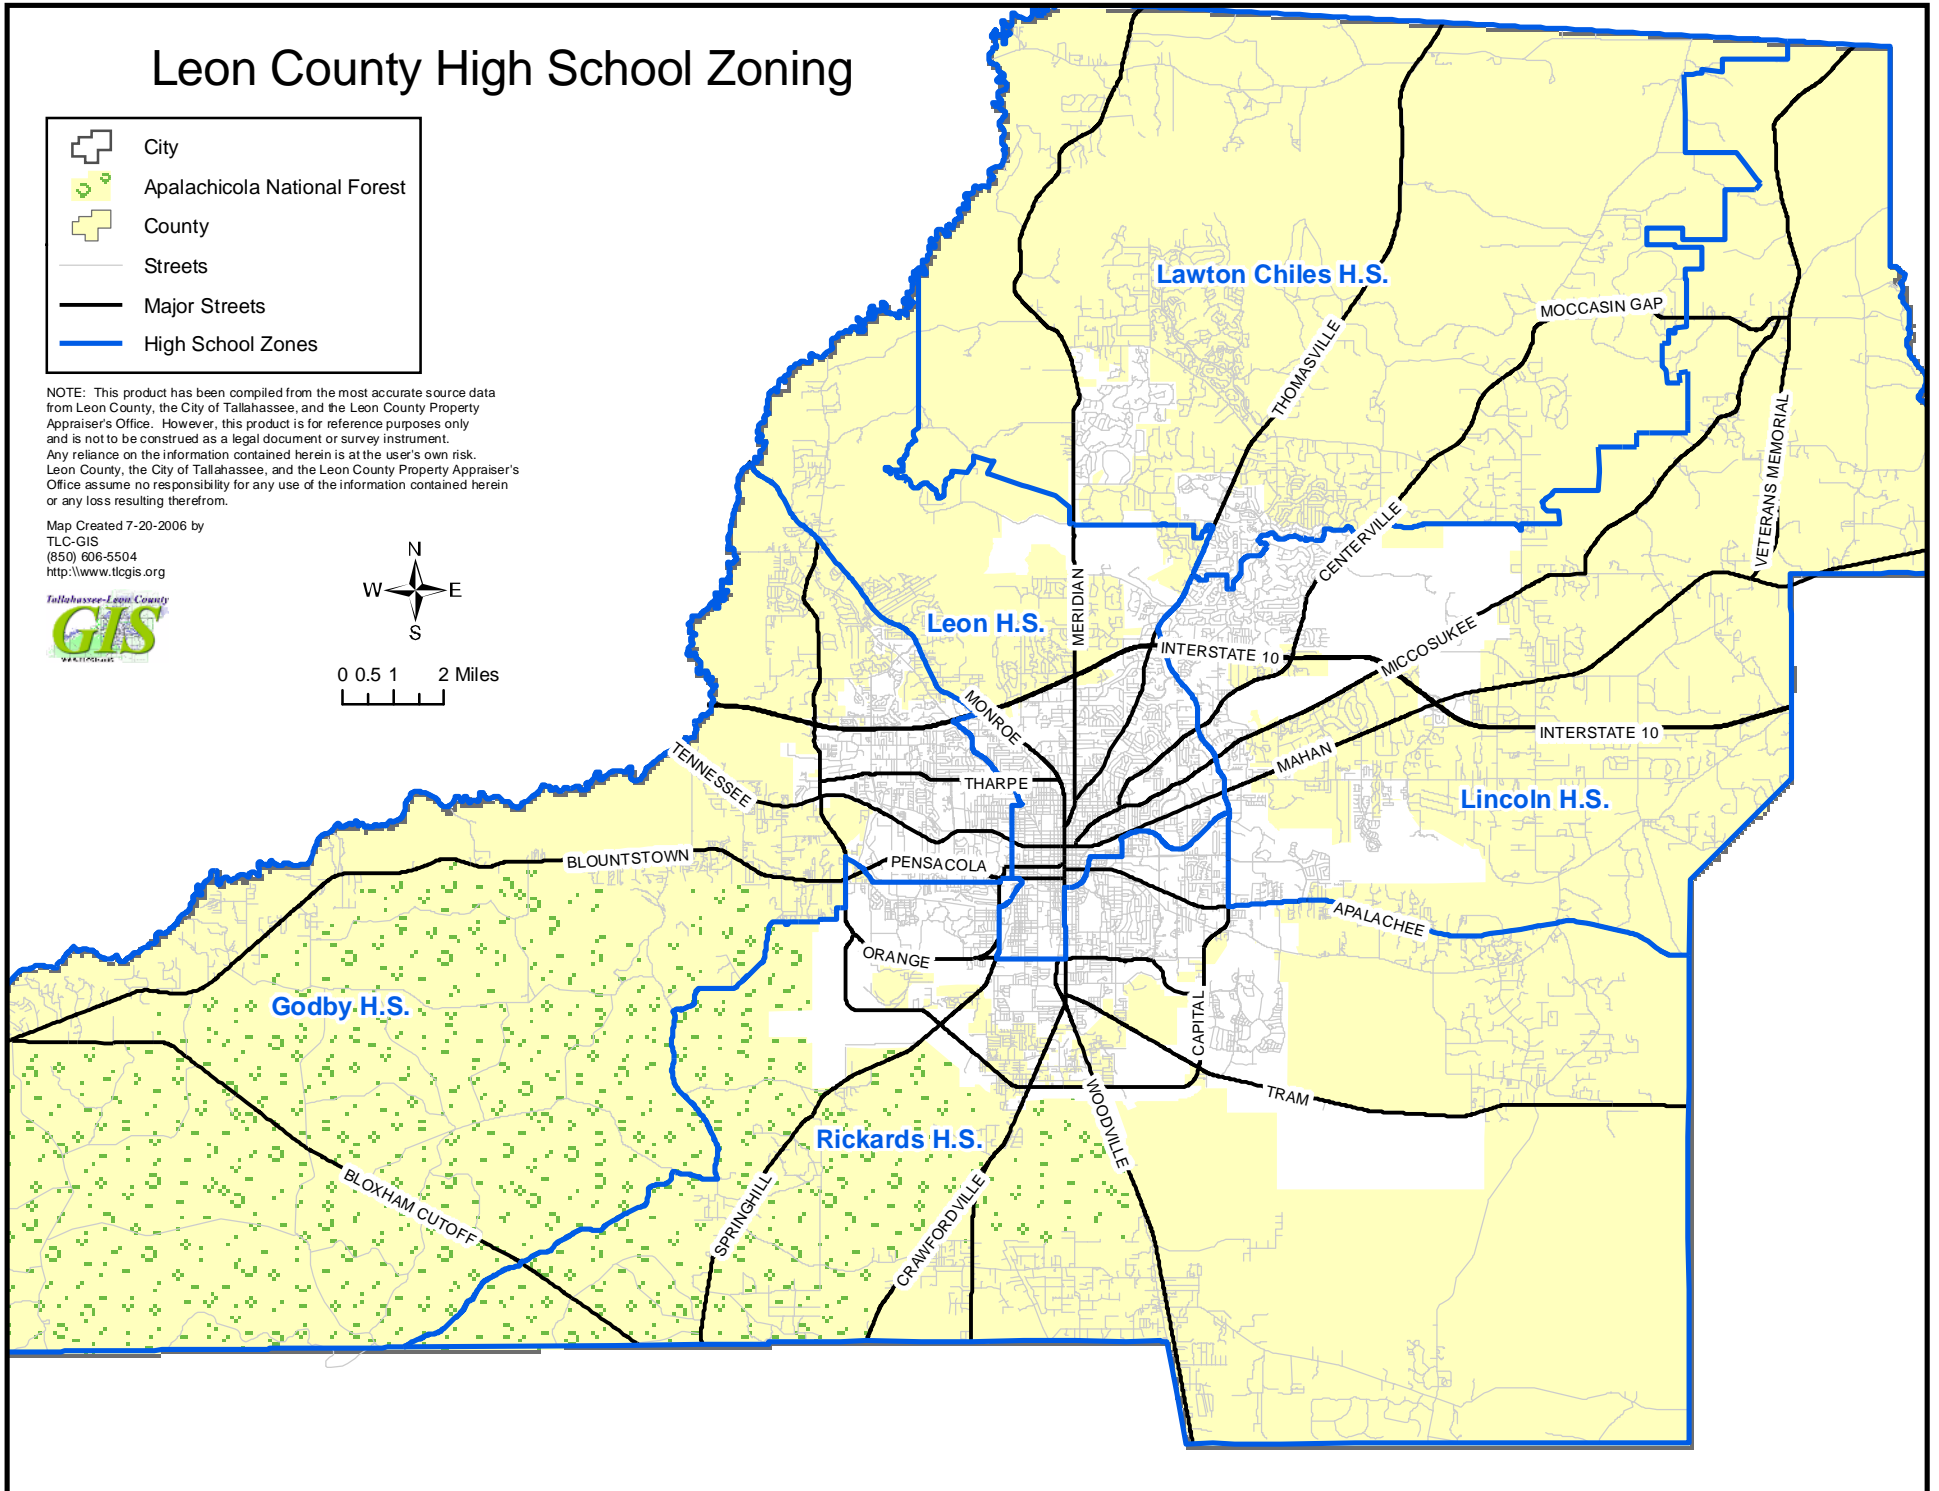 Leon County High School Zoning
City
Apalachicola National Forest
County
Streets
Major Streets
High School Zones
NOTE: This product has been compiled from the most accurate source data
from Leon County, the City of Tallahassee, and the Leon County Property
Appraiser's Office. However, this product is for reference purposes only
and is not to be construed as a legal document or survey instrument.
Any reliance on the information contained herein is at the user's own risk.
Leon County, the City of Tallahassee, and the Leon County Property Appraiser's
Office assume no responsibility for any use of the information contained herein
or any loss resulting therefrom.
Map Created 7-20-2006 by
TLC-GIS
(850) 606-5504
http:\\www.tlcgis.org
Tallahassee-Leon County
GIS
N
W E
S
0 0.5 1 2 Miles
Lawton Chiles H.S.
MOCCASIN GAP
THOMASVILLE
VETERANS MEMORIAL
CENTERVILLE
MERIDIAN
Leon H.S.
INTERSTATE 10
MICCOSUKEE
MONROE
INTERSTATE 10
TENNESSEE
MAHAN
THARPE
Lincoln H.S.
BLOUNTSTOWN
PENSACOLA
APALACHEE
ORANGE
Godby H.S.
CAPITAL
TRAM
WOODVILLE
Rickards H.S.
BLOXHAM CUTOFF
SPRINGHILL
CRAWFORDVILLE